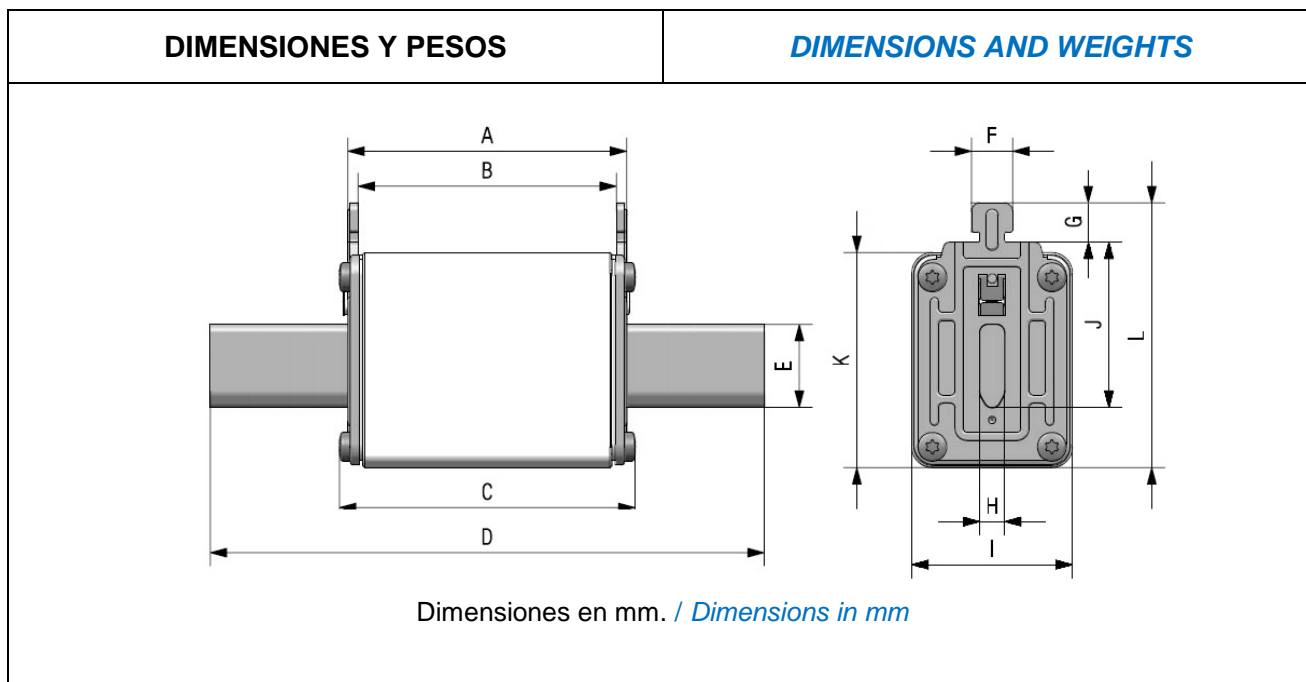 DIMENSIONES Y PESOS
DIMENSIONS AND WEIGHTS
A
B
C
D
E
F
G
H
I
J
K
L
Dimensiones en mm. / Dimensions in mm